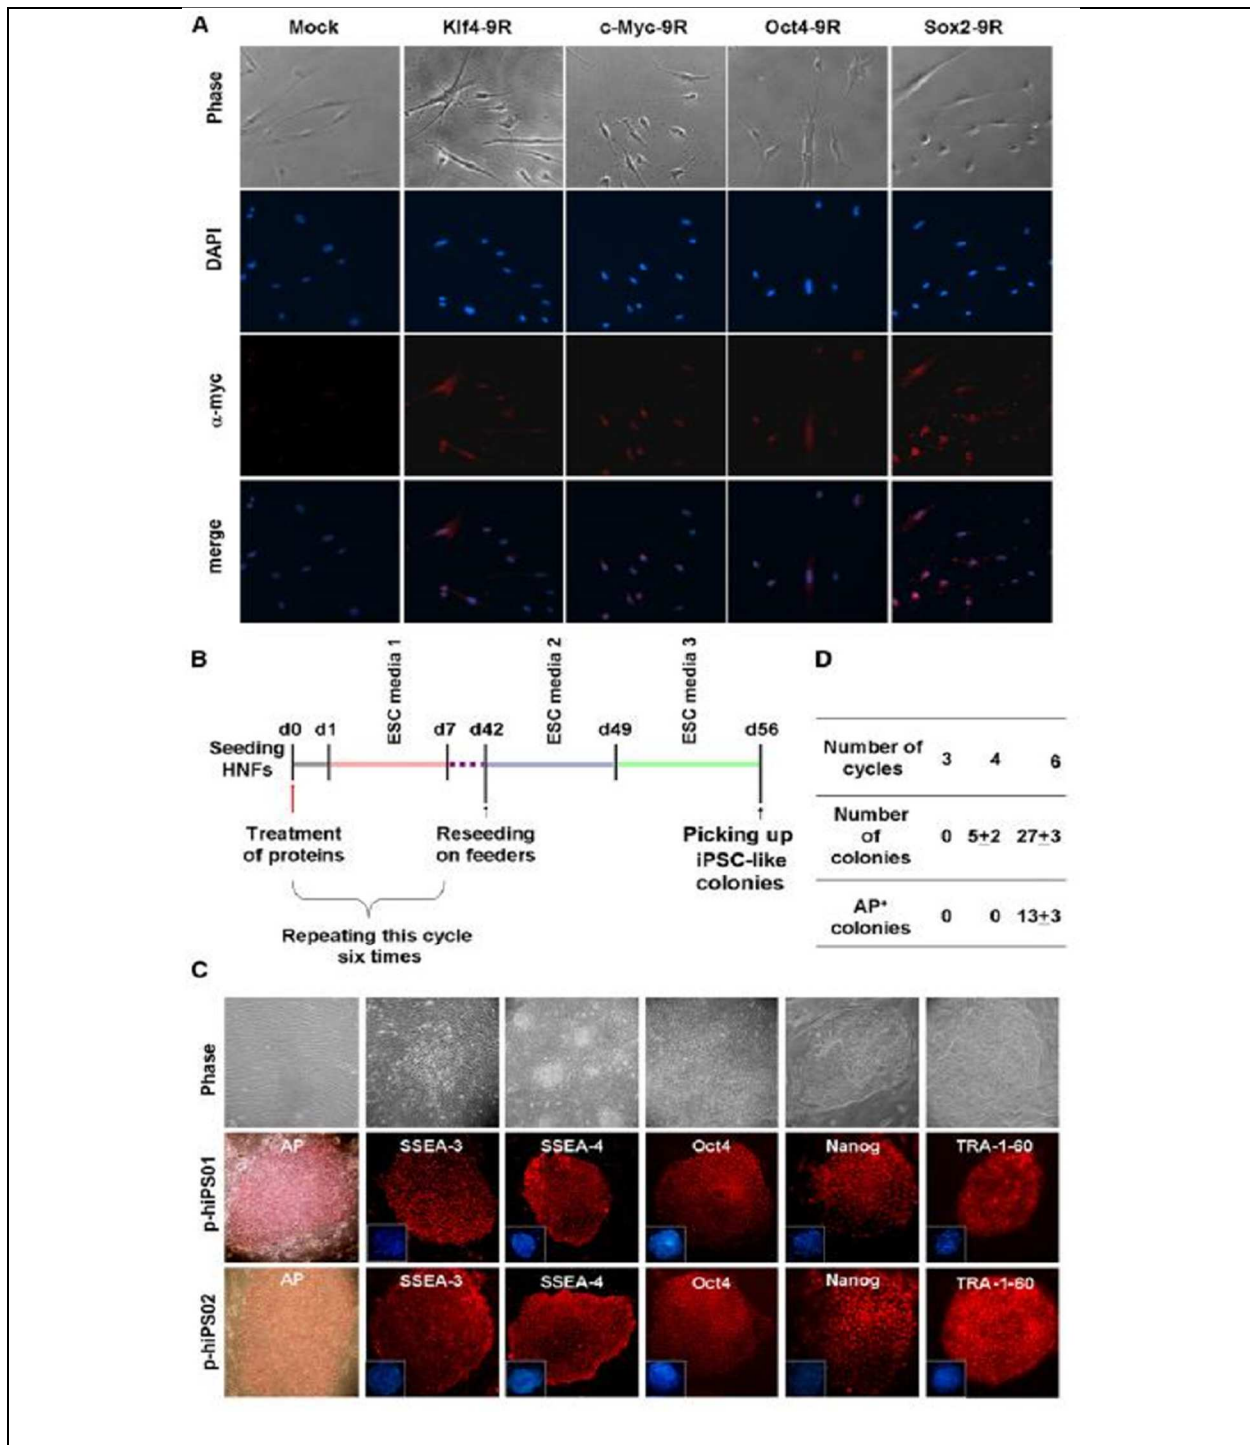 A
Mock
Klf4-9R
c-Myc-9R
Oct4-9R
Sox2-9R
Phase
DAPI
α-myc
merge
B
ESC media 1
ESC media 2
ESC media 3
d0
d1
d7
d42
d49
d56
Seeding
HNFs
Treatment
of proteins
Reseeding
on feeders
Picking up
iPSC-like
colonies
Repeating this cycle
six times
D
Number of
cycles
3
4
6
Number
of
colonies
0
5±2
27±3
AP⁺
colonies
0
0
13±3
C
Phase
p-hiPS01
AP
SSEA-3
SSEA-4
Oct4
Nanog
TRA-1-60
p-hiPS02
AP
SSEA-3
SSEA-4
Oct4
Nanog
TRA-1-60